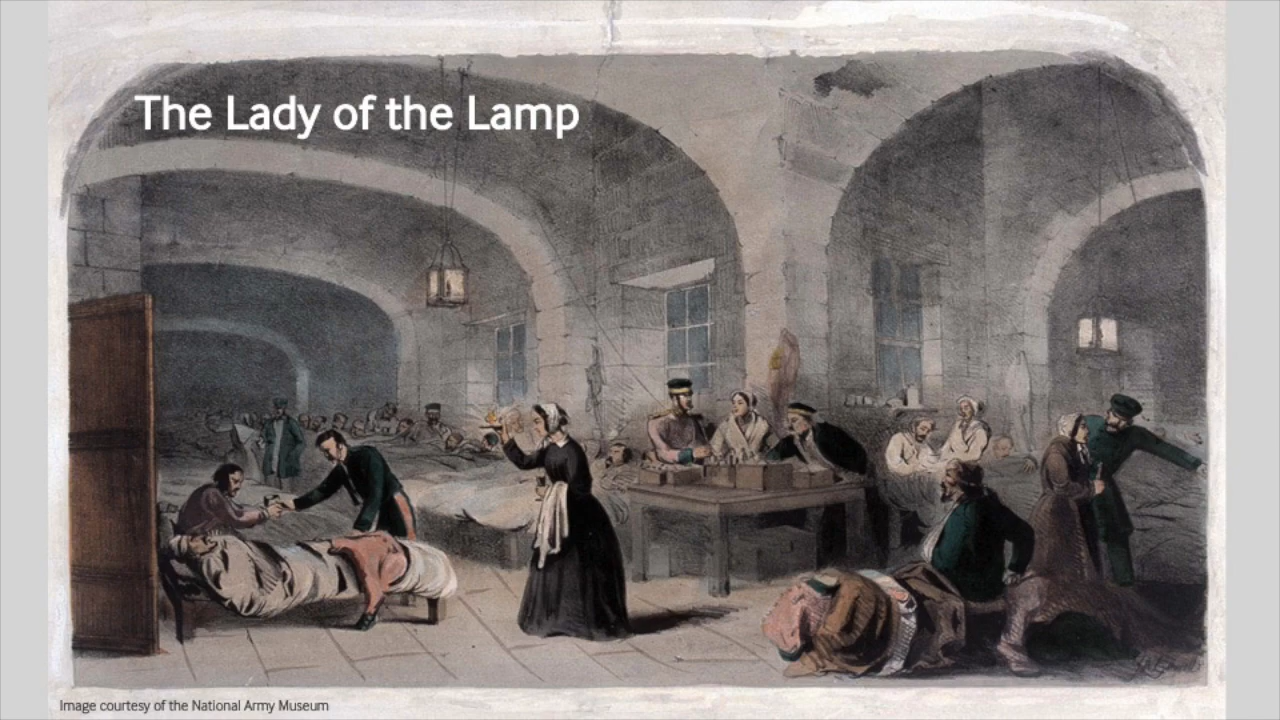 The Lady of the Lamp
Image courtesy of the National Army Museum